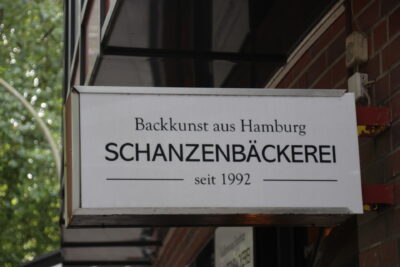 Backkunst aus Hamburg
SCHANZENBÄCKEREI
seit 1992